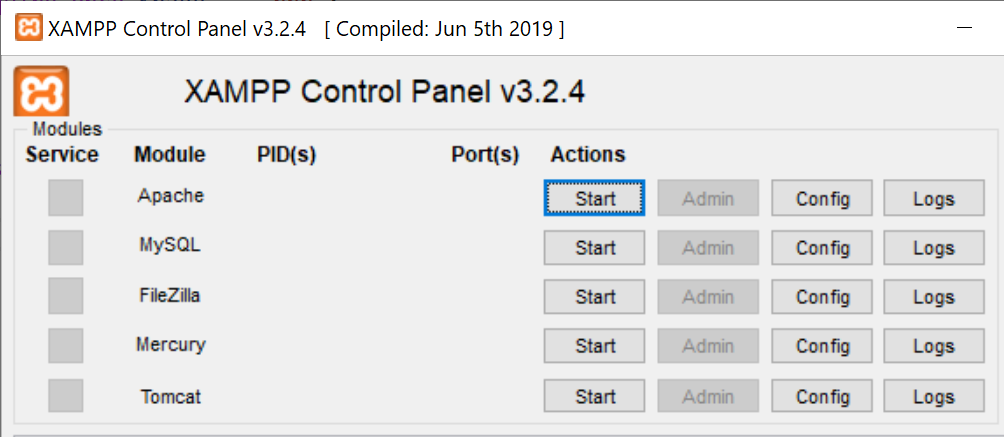 XAMPP Control Panel v3.2.4 [ Compiled: Jun 5th 2019 ]
XAMPP Control Panel v3.2.4
Modules
Service Module PID(s) Port(s) Actions
Apache Start Admin Config Logs
MySQL Start Admin Config Logs
FileZilla Start Admin Config Logs
Mercury Start Admin Config Logs
Tomcat Start Admin Config Logs